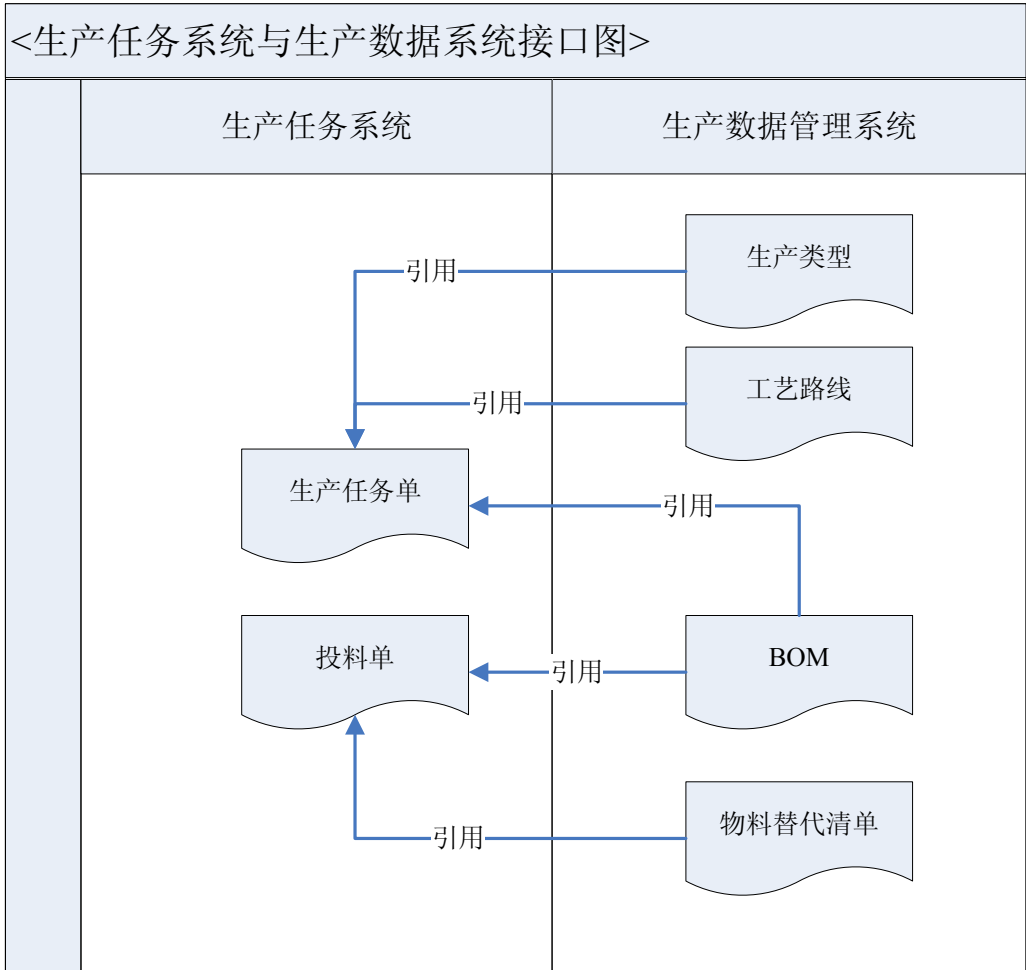 <生产任务系统与生产数据系统接口图>
生产任务系统
生产数据管理系统
生产类型
引用
工艺路线
引用
生产任务单
引用
投料单
引用
BOM
物料替代清单
引用